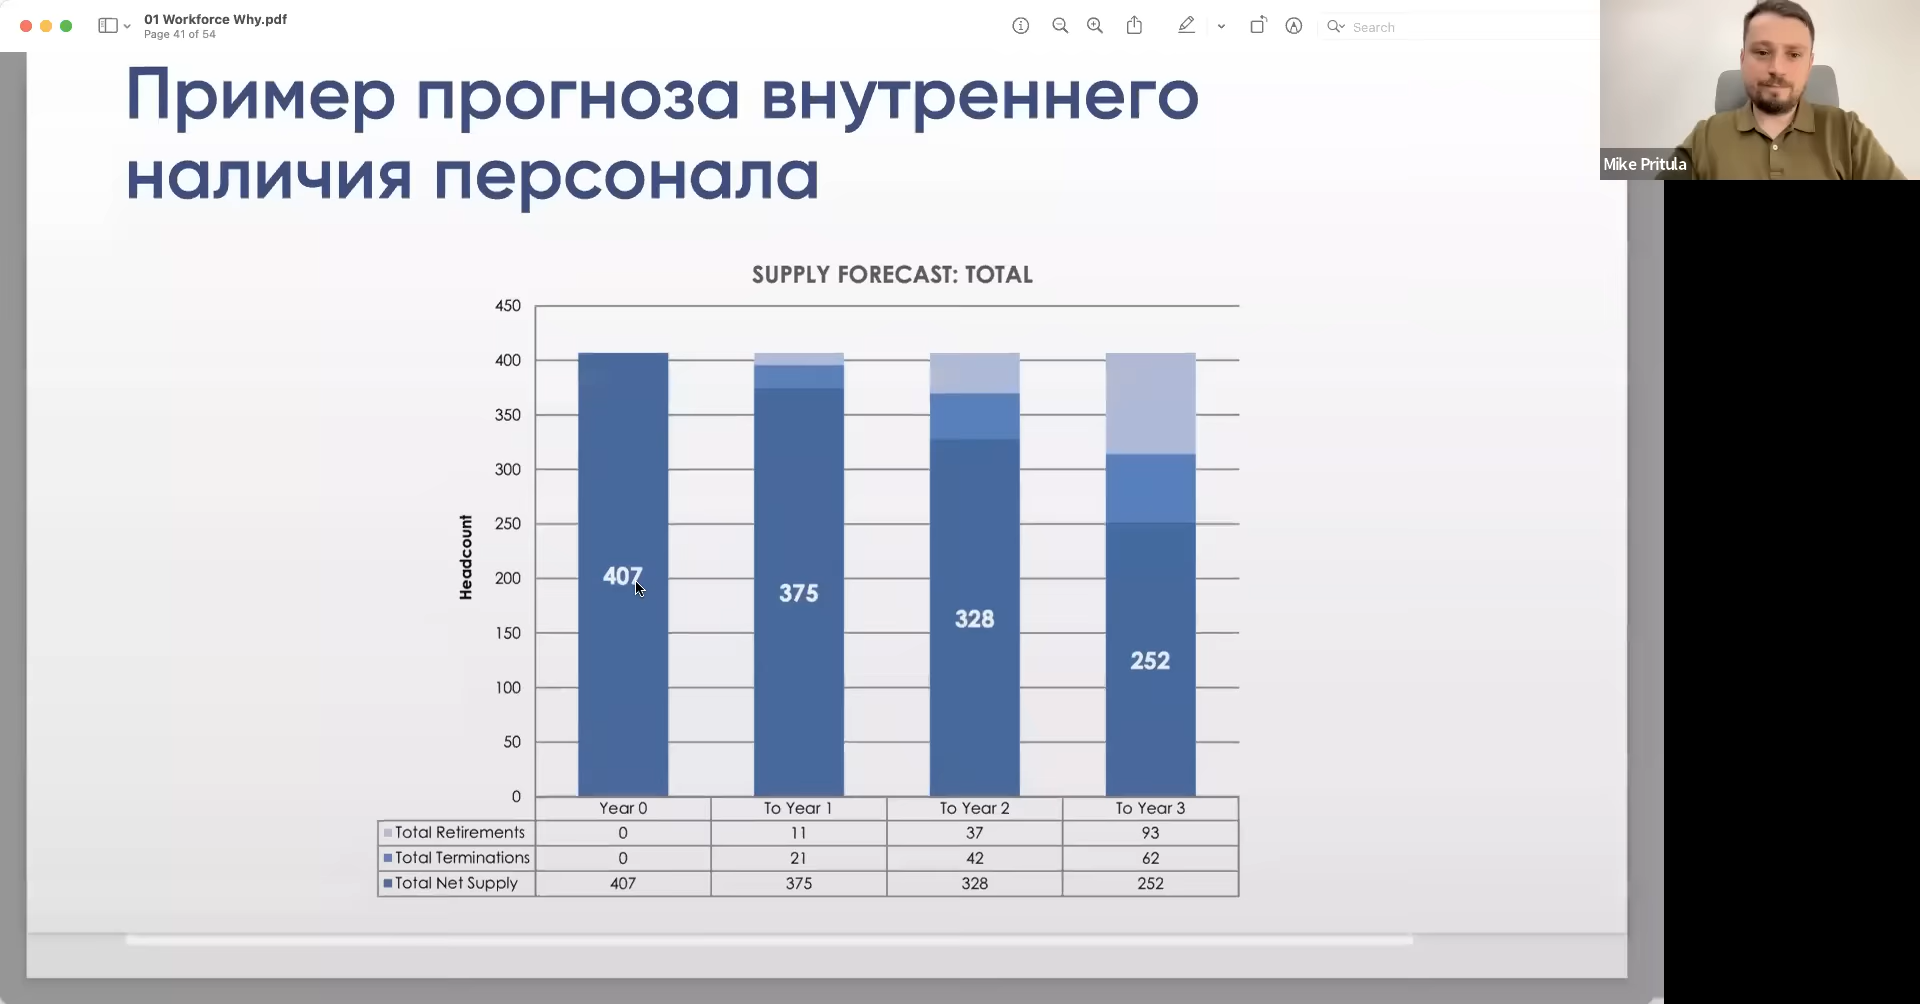 01 Workforce Why.pdf
Page 41 of 54
Search
Mike Pritula
Пример прогноза внутреннего
наличия персонала
SUPPLY FORECAST: TOTAL
Headcount
450
400
350
300
250
200
150
100
50
0
407
375
328
252
Year 0 To Year 1 To Year 2 To Year 3
Total Retirements 0 11 37 93
Total Terminations 0 21 42 62
Total Net Supply 407 375 328 252